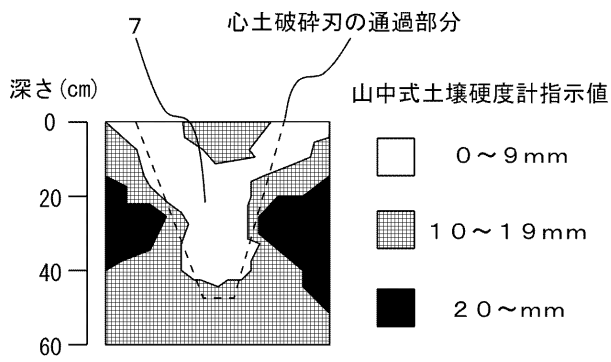 ７
心土破砕刃の通過部分
深さ(cm)
山中式土壌硬度計指示値
0
20
40
60
０～９ｍｍ
１０～１９ｍｍ
２０～ｍｍ